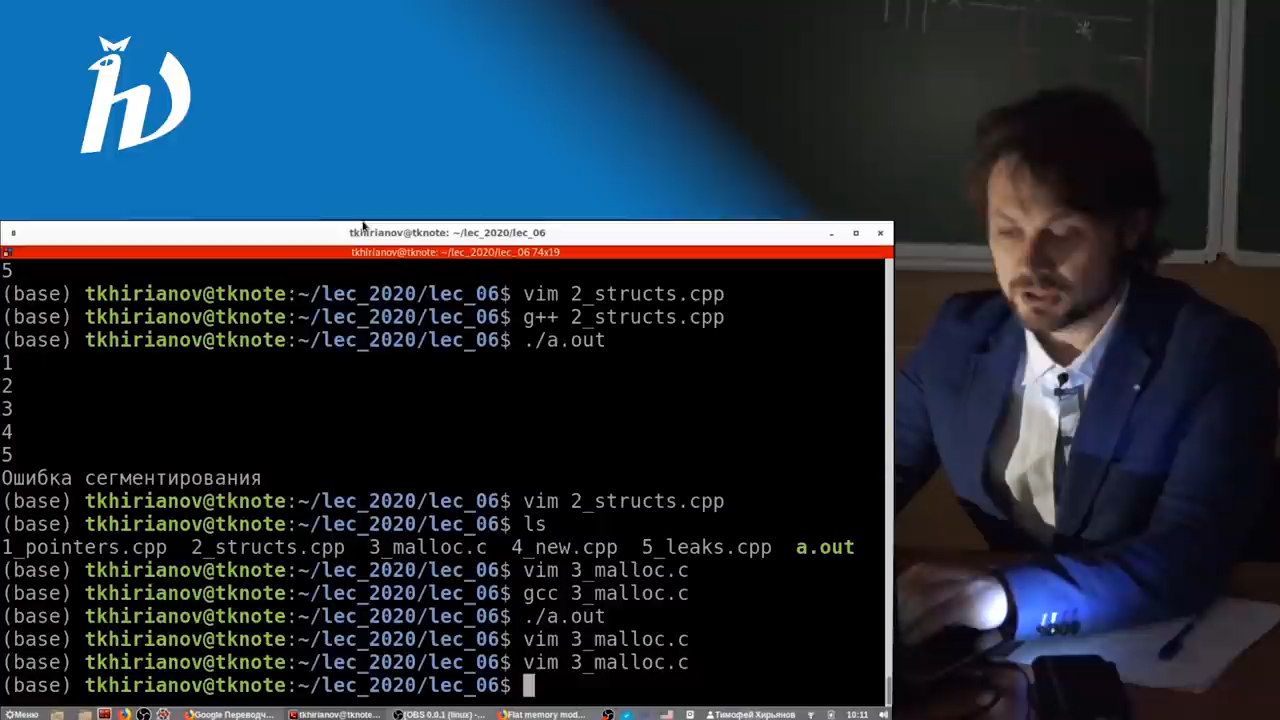 tkhirianov@tknote: ~/lec_2020/lec_06
tkhirianov@tknote: ~/lec_2020/lec_06 74x19
5
(base) tkhirianov@tknote:~/lec_2020/lec_06$ vim 2_structs.cpp
(base) tkhirianov@tknote:~/lec_2020/lec_06$ g++ 2_structs.cpp
(base) tkhirianov@tknote:~/lec_2020/lec_06$ ./a.out
1
2
3
4
5
Ошибка сегментирования
(base) tkhirianov@tknote:~/lec_2020/lec_06$ vim 2_structs.cpp
(base) tkhirianov@tknote:~/lec_2020/lec_06$ ls
1_pointers.cpp 2_structs.cpp 3_malloc.c 4_new.cpp 5_leaks.cpp a.out
(base) tkhirianov@tknote:~/lec_2020/lec_06$ vim 3_malloc.c
(base) tkhirianov@tknote:~/lec_2020/lec_06$ gcc 3_malloc.c
(base) tkhirianov@tknote:~/lec_2020/lec_06$ ./a.out
(base) tkhirianov@tknote:~/lec_2020/lec_06$ vim 3_malloc.c
(base) tkhirianov@tknote:~/lec_2020/lec_06$ vim 3_malloc.c
(base) tkhirianov@tknote:~/lec_2020/lec_06$
Меню Google Переводч... tkhirianov@tknote... [OBS 0.0.1 (linux)-... Flat memory mod... Тимофей Хирьянов 10:11